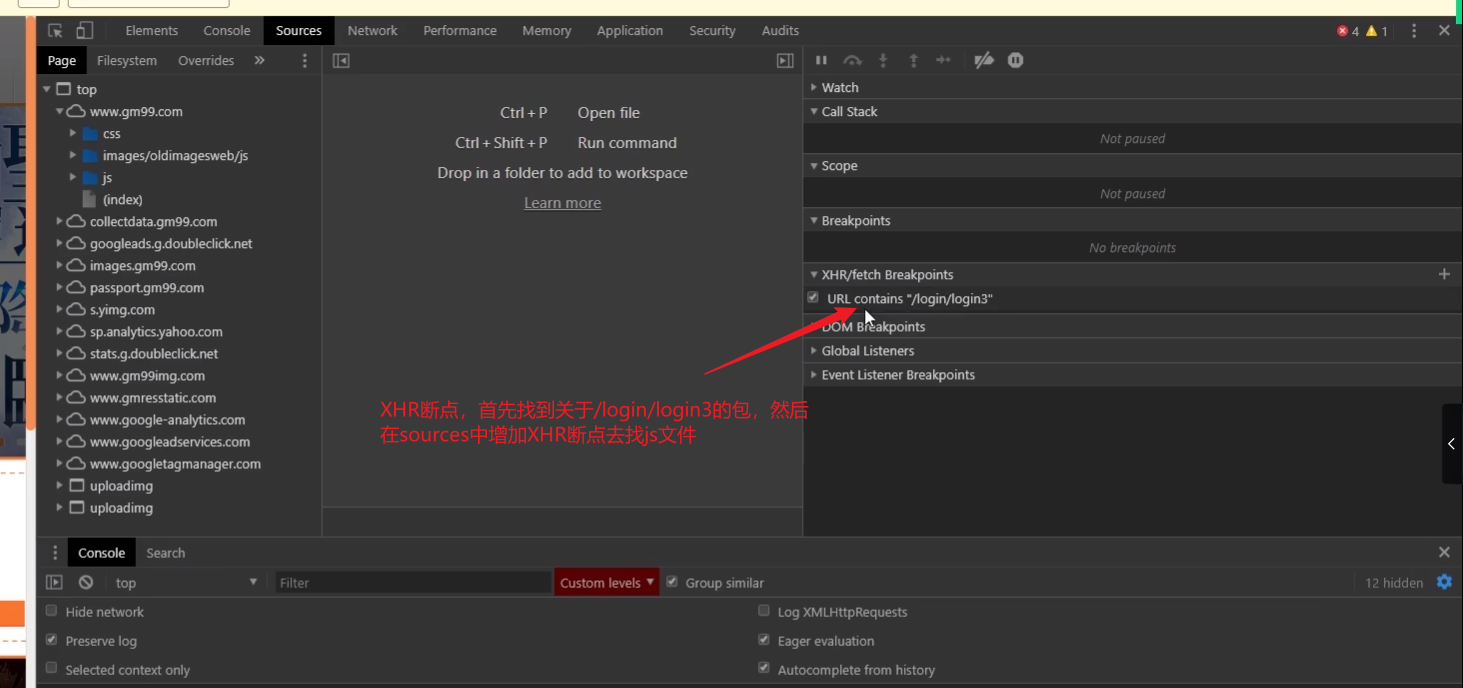 Elements Console Sources Network Performance Memory Application Security Audits 4 1
Page Filesystem Overrides »
top
www.gm99.com
css
images/oldimagesweb/js
js
(index)
collectdata.gm99.com
googleads.g.doubleclick.net
images.gm99.com
passport.gm99.com
s.yimg.com
sp.analytics.yahoo.com
stats.g.doubleclick.net
www.gm99img.com
www.gmresstatic.com
www.google-analytics.com
www.googleadservices.com
www.googletagmanager.com
uploadimg
uploadimg
Ctrl + P Open file
Ctrl + Shift + P Run command
Drop in a folder to add to workspace
Learn more
Watch
Call Stack
Not paused
Scope
Not paused
Breakpoints
No breakpoints
XHR/fetch Breakpoints
URL contains "/login/login3"
DOM Breakpoints
Global Listeners
Event Listener Breakpoints
XHR断点，首先找到关于/login/login3的包，然后
在sources中增加XHR断点去找js文件
Console Search
top Filter Custom levels Group similar 12 hidden
Hide network Log XMLHttpRequests
Preserve log Eager evaluation
Selected context only Autocomplete from history